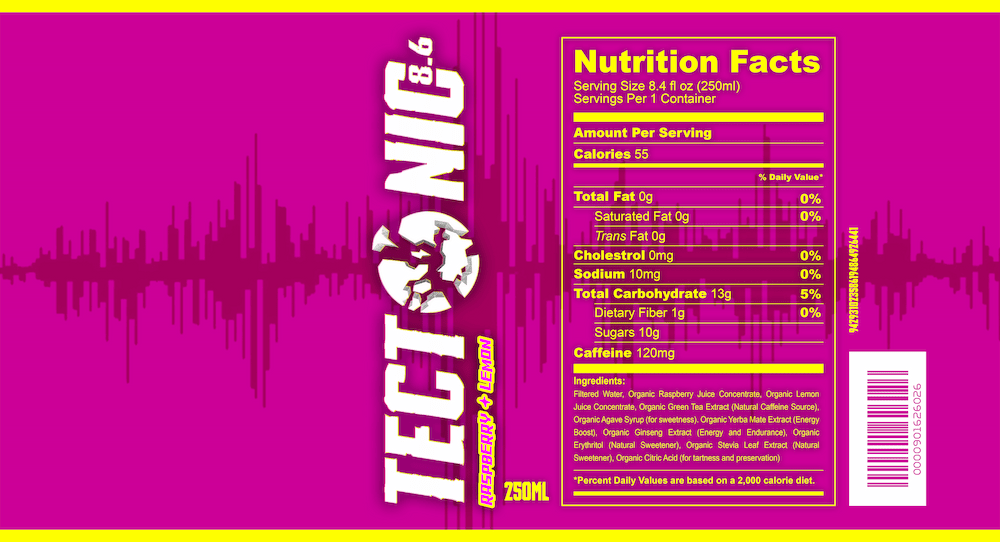 TECTONIC
8.6
RASPBERRY + LEMON
250ML
Nutrition Facts
Serving Size 8.4 fl oz (250ml)
Servings Per 1 Container
Amount Per Serving
Calories 55
% Daily Value*
Total Fat 0g 0%
Saturated Fat 0g 0%
Trans Fat 0g
Cholestrol 0mg 0%
Sodium 10mg 0%
Total Carbohydrate 13g 5%
Dietary Fiber 1g 0%
Sugars 10g
Caffeine 120mg
Ingredients:
Filtered Water, Organic Raspberry Juice Concentrate, Organic Lemon
Juice Concentrate, Organic Green Tea Extract (Natural Caffeine Source),
Organic Agave Syrup (for sweetness). Organic Yerba Mate Extract (Energy
Boost), Organic Ginseng Extract (Energy and Endurance), Organic
Erythritol (Natural Sweetener), Organic Stevia Leaf Extract (Natural
Sweetener), Organic Citric Acid (for tartness and preservation)
*Percent Daily Values are based on a 2,000 calorie diet.
94293102358619486492644​1
0000901626026